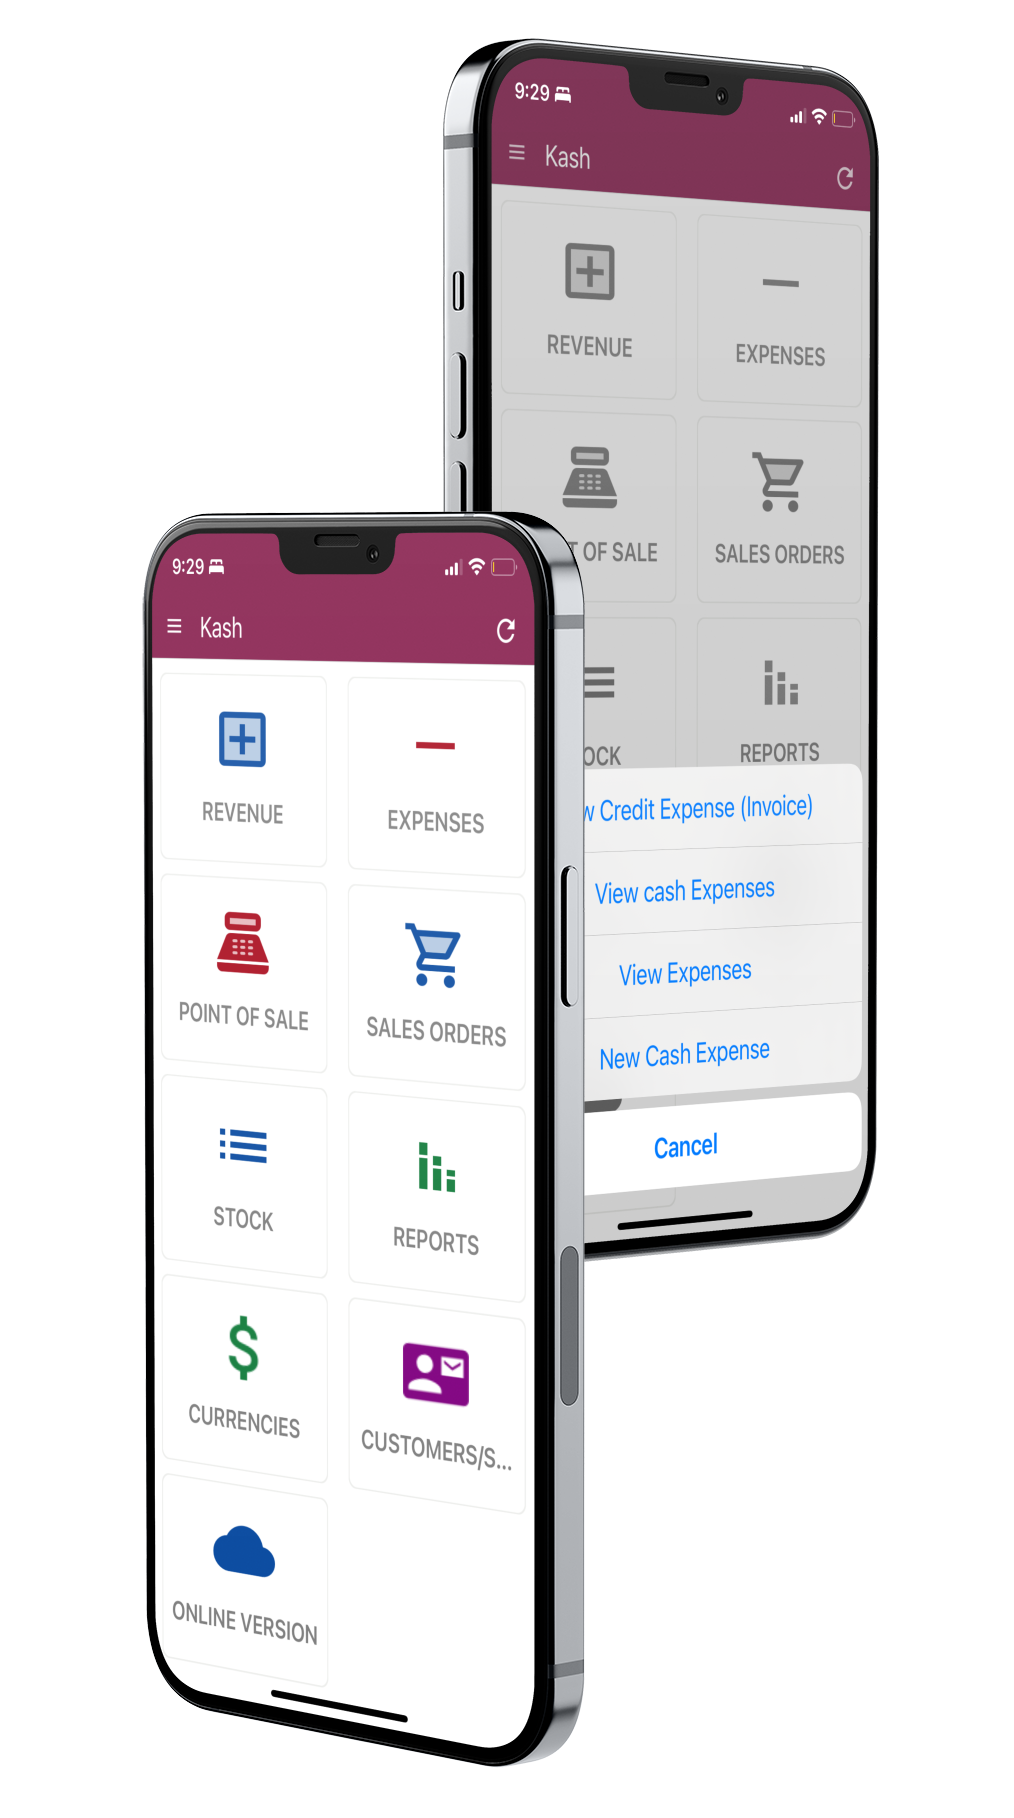 9:29
Kash
REVENUE
EXPENSES
OF SALE
SALES ORDERS
REPORTS
Credit Expense (Invoice)
View cash Expenses
View Expenses
New Cash Expense
Cancel
9:29
Kash
REVENUE
EXPENSES
POINT OF SALE
SALES ORDERS
STOCK
REPORTS
CURRENCIES
CUSTOMERS/S...
ONLINE VERSION